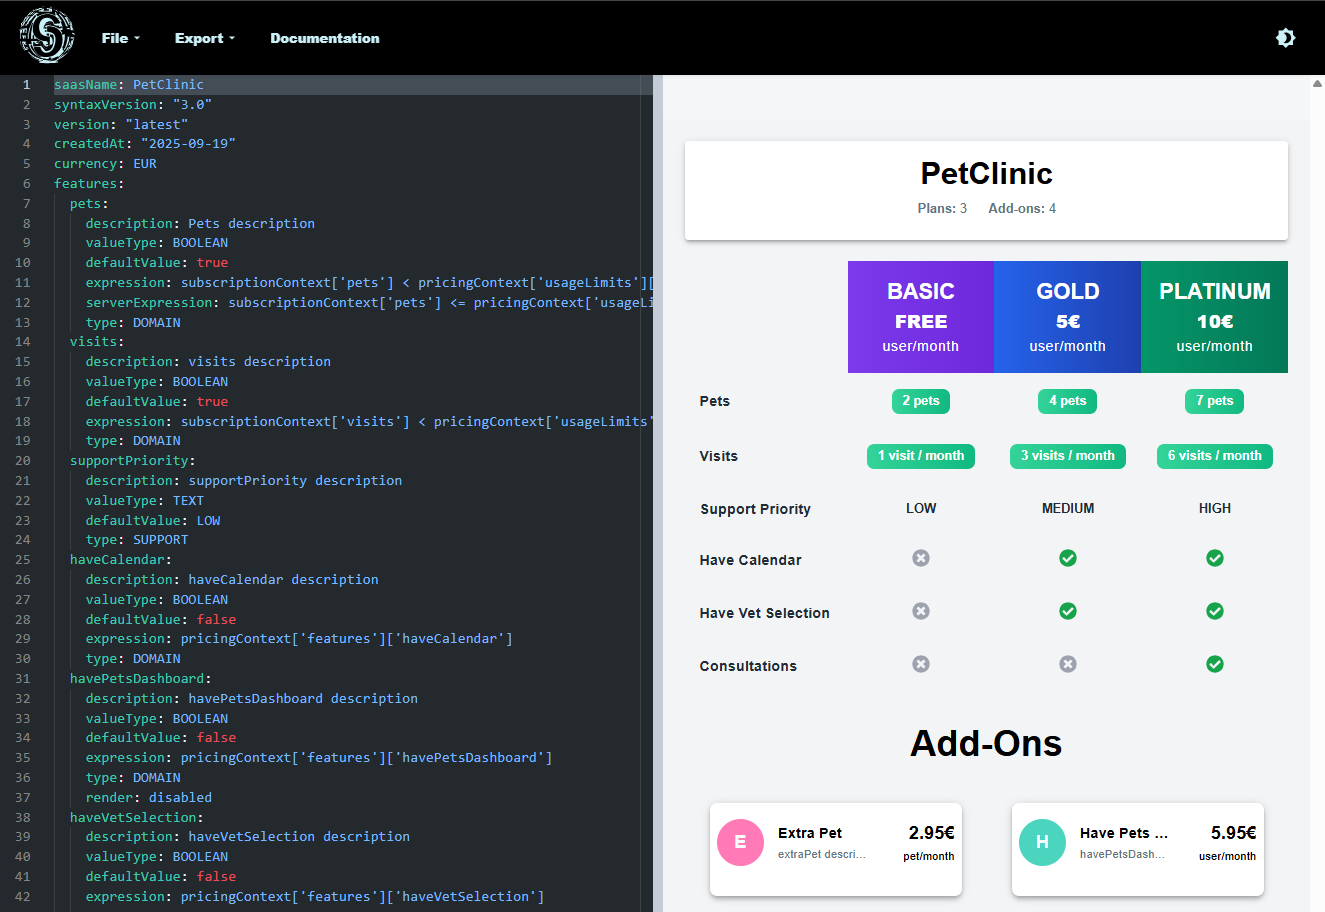 File Export Documentation
1 saasName: PetClinic
2 syntaxVersion: "3.0"
3 version: "latest"
4 createdAt: "2025-09-19"
5 currency: EUR
6 features:
7 pets:
8 description: Pets description
9 valueType: BOOLEAN
10 defaultValue: true
11 expression: subscriptionContext['pets'] < pricingContext['usageLimits'][
12 serverExpression: subscriptionContext['pets'] <= pricingContext['usageLi
13 type: DOMAIN
14 visits:
15 description: visits description
16 valueType: BOOLEAN
17 defaultValue: true
18 expression: subscriptionContext['visits'] < pricingContext['usageLimits'
19 type: DOMAIN
20 supportPriority:
21 description: supportPriority description
22 valueType: TEXT
23 defaultValue: LOW
24 type: SUPPORT
25 haveCalendar:
26 description: haveCalendar description
27 valueType: BOOLEAN
28 defaultValue: false
29 expression: pricingContext['features']['haveCalendar']
30 type: DOMAIN
31 havePetsDashboard:
32 description: havePetsDashboard description
33 valueType: BOOLEAN
34 defaultValue: false
35 expression: pricingContext['features']['havePetsDashboard']
36 type: DOMAIN
37 render: disabled
38 haveVetSelection:
39 description: haveVetSelection description
40 valueType: BOOLEAN
41 defaultValue: false
42 expression: pricingContext['features']['haveVetSelection']
PetClinic
Plans: 3 Add-ons: 4
BASIC GOLD PLATINUM
FREE 5€ 10€
user/month user/month user/month
Pets 2 pets 4 pets 7 pets
Visits 1 visit / month 3 visits / month 6 visits / month
Support Priority LOW MEDIUM HIGH
Have Calendar
Have Vet Selection
Consultations
Add-Ons
E Extra Pet 2.95€
extraPet descri... pet/month
H Have Pets ... 5.95€
havePetsDash... user/month